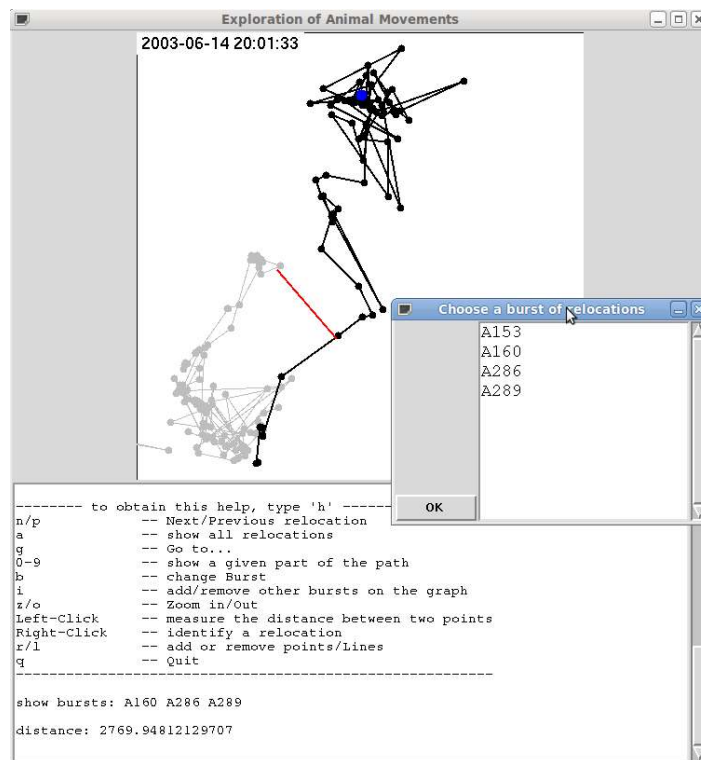 Exploration of Animal Movements
2003-06-14 20:01:33
Choose a burst of relocations
A153
A160
A286
A289
OK
-------- to obtain this help, type 'h' ------
n/p -- Next/Previous relocation
a -- show all relocations
g -- Go to...
0-9 -- show a given part of the path
b -- change Burst
i -- add/remove other bursts on the graph
z/o -- Zoom in/Out
Left-Click -- measure the distance between two points
Right-Click -- identify a relocation
r/l -- add or remove points/Lines
q -- Quit
---------------------------------------------------------
show bursts: A160 A286 A289
distance: 2769.94812129707